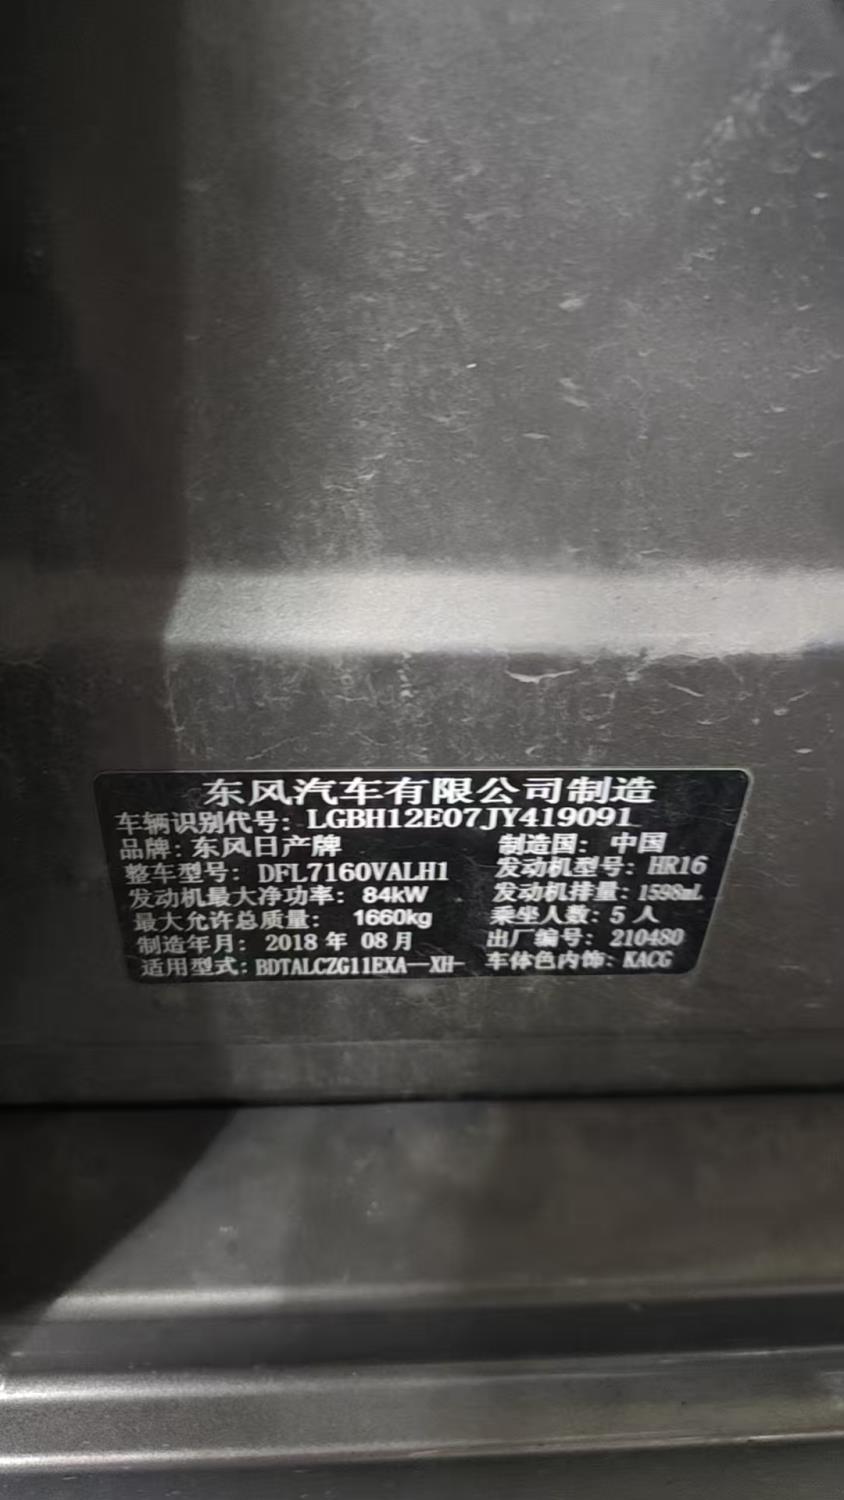 东风汽车有限公司制造
车辆识别代号: LGBH12E07JY419091
品牌: 东风日产牌 制造国: 中国
整车型号: DFL7160VALH1 发动机型号: HR16
发动机最大净功率: 84kW 发动机排量: 1598mL
最大允许总质量: 1660kg 乘坐人数: 5 人
制造年月: 2018 年 08 月 出厂编号: 210480
适用型式: BDTALCZG11EXA—XH- 车体色内饰: KACG